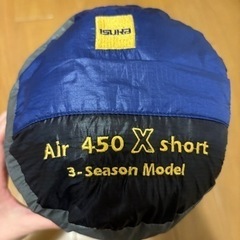 ISUKA
Air 450 X short
3-Season Model